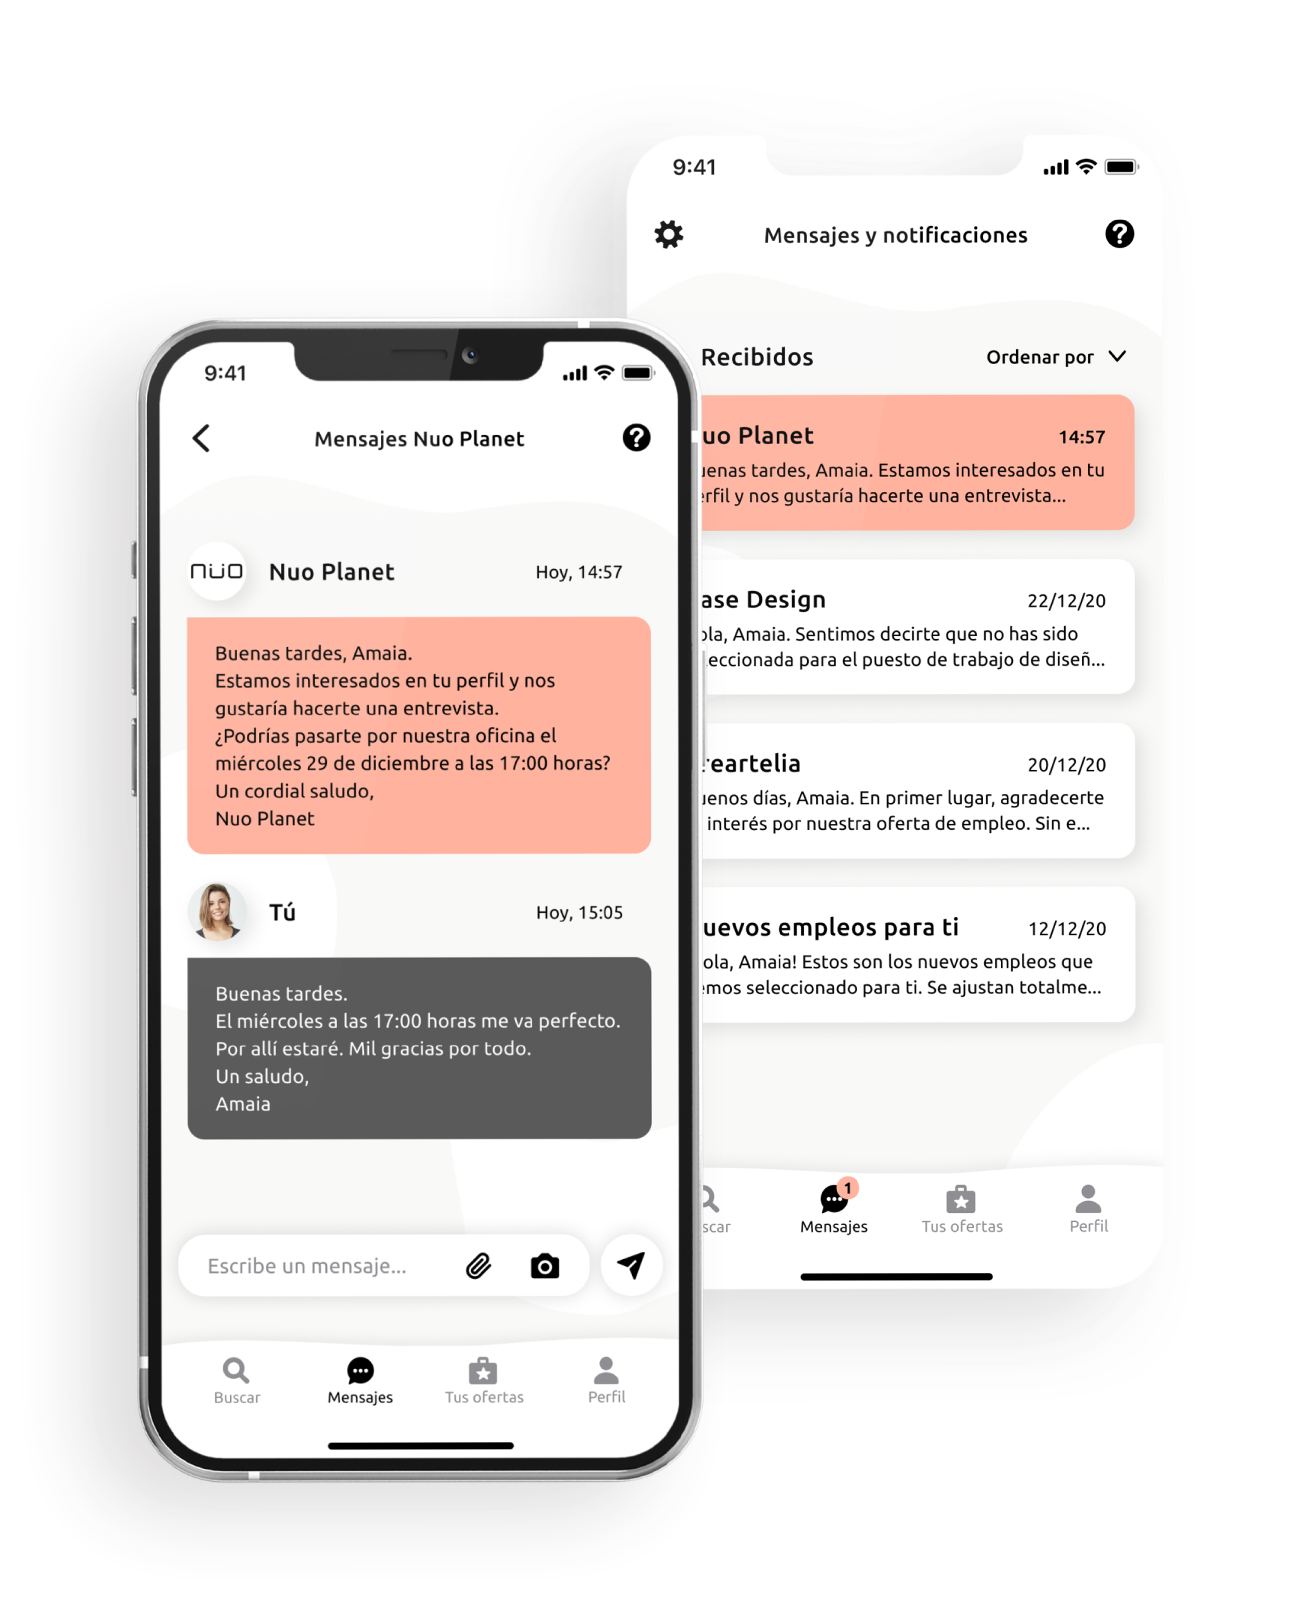 9:41
Mensajes Nuo Planet
nuo
Nuo Planet
Hoy, 14:57
Buenas tardes, Amaia.
Estamos interesados en tu perfil y nos
gustaría hacerte una entrevista.
¿Podrías pasarte por nuestra oficina el
miércoles 29 de diciembre a las 17:00 horas?
Un cordial saludo,
Nuo Planet
Tú
Hoy, 15:05
Buenas tardes.
El miércoles a las 17:00 horas me va perfecto.
Por allí estaré. Mil gracias por todo.
Un saludo,
Amaia
Escribe un mensaje...
Buscar
Mensajes
Tus ofertas
Perfil
9:41
Mensajes y notificaciones
Recibidos
Ordenar por
uo Planet
14:57
uenas tardes, Amaia. Estamos interesados en tu
erfil y nos gustaría hacerte una entrevista...
ase Design
22/12/20
ola, Amaia. Sentimos decirte que no has sido
leccionada para el puesto de trabajo de diseñ...
reartelia
20/12/20
uenos días, Amaia. En primer lugar, agradecerte
interés por nuestra oferta de empleo. Sin e...
uevos empleos para ti
12/12/20
ola, Amaia! Estos son los nuevos empleos que
emos seleccionado para ti. Se ajustan totalme...
scar
1
Mensajes
Tus ofertas
Perfil